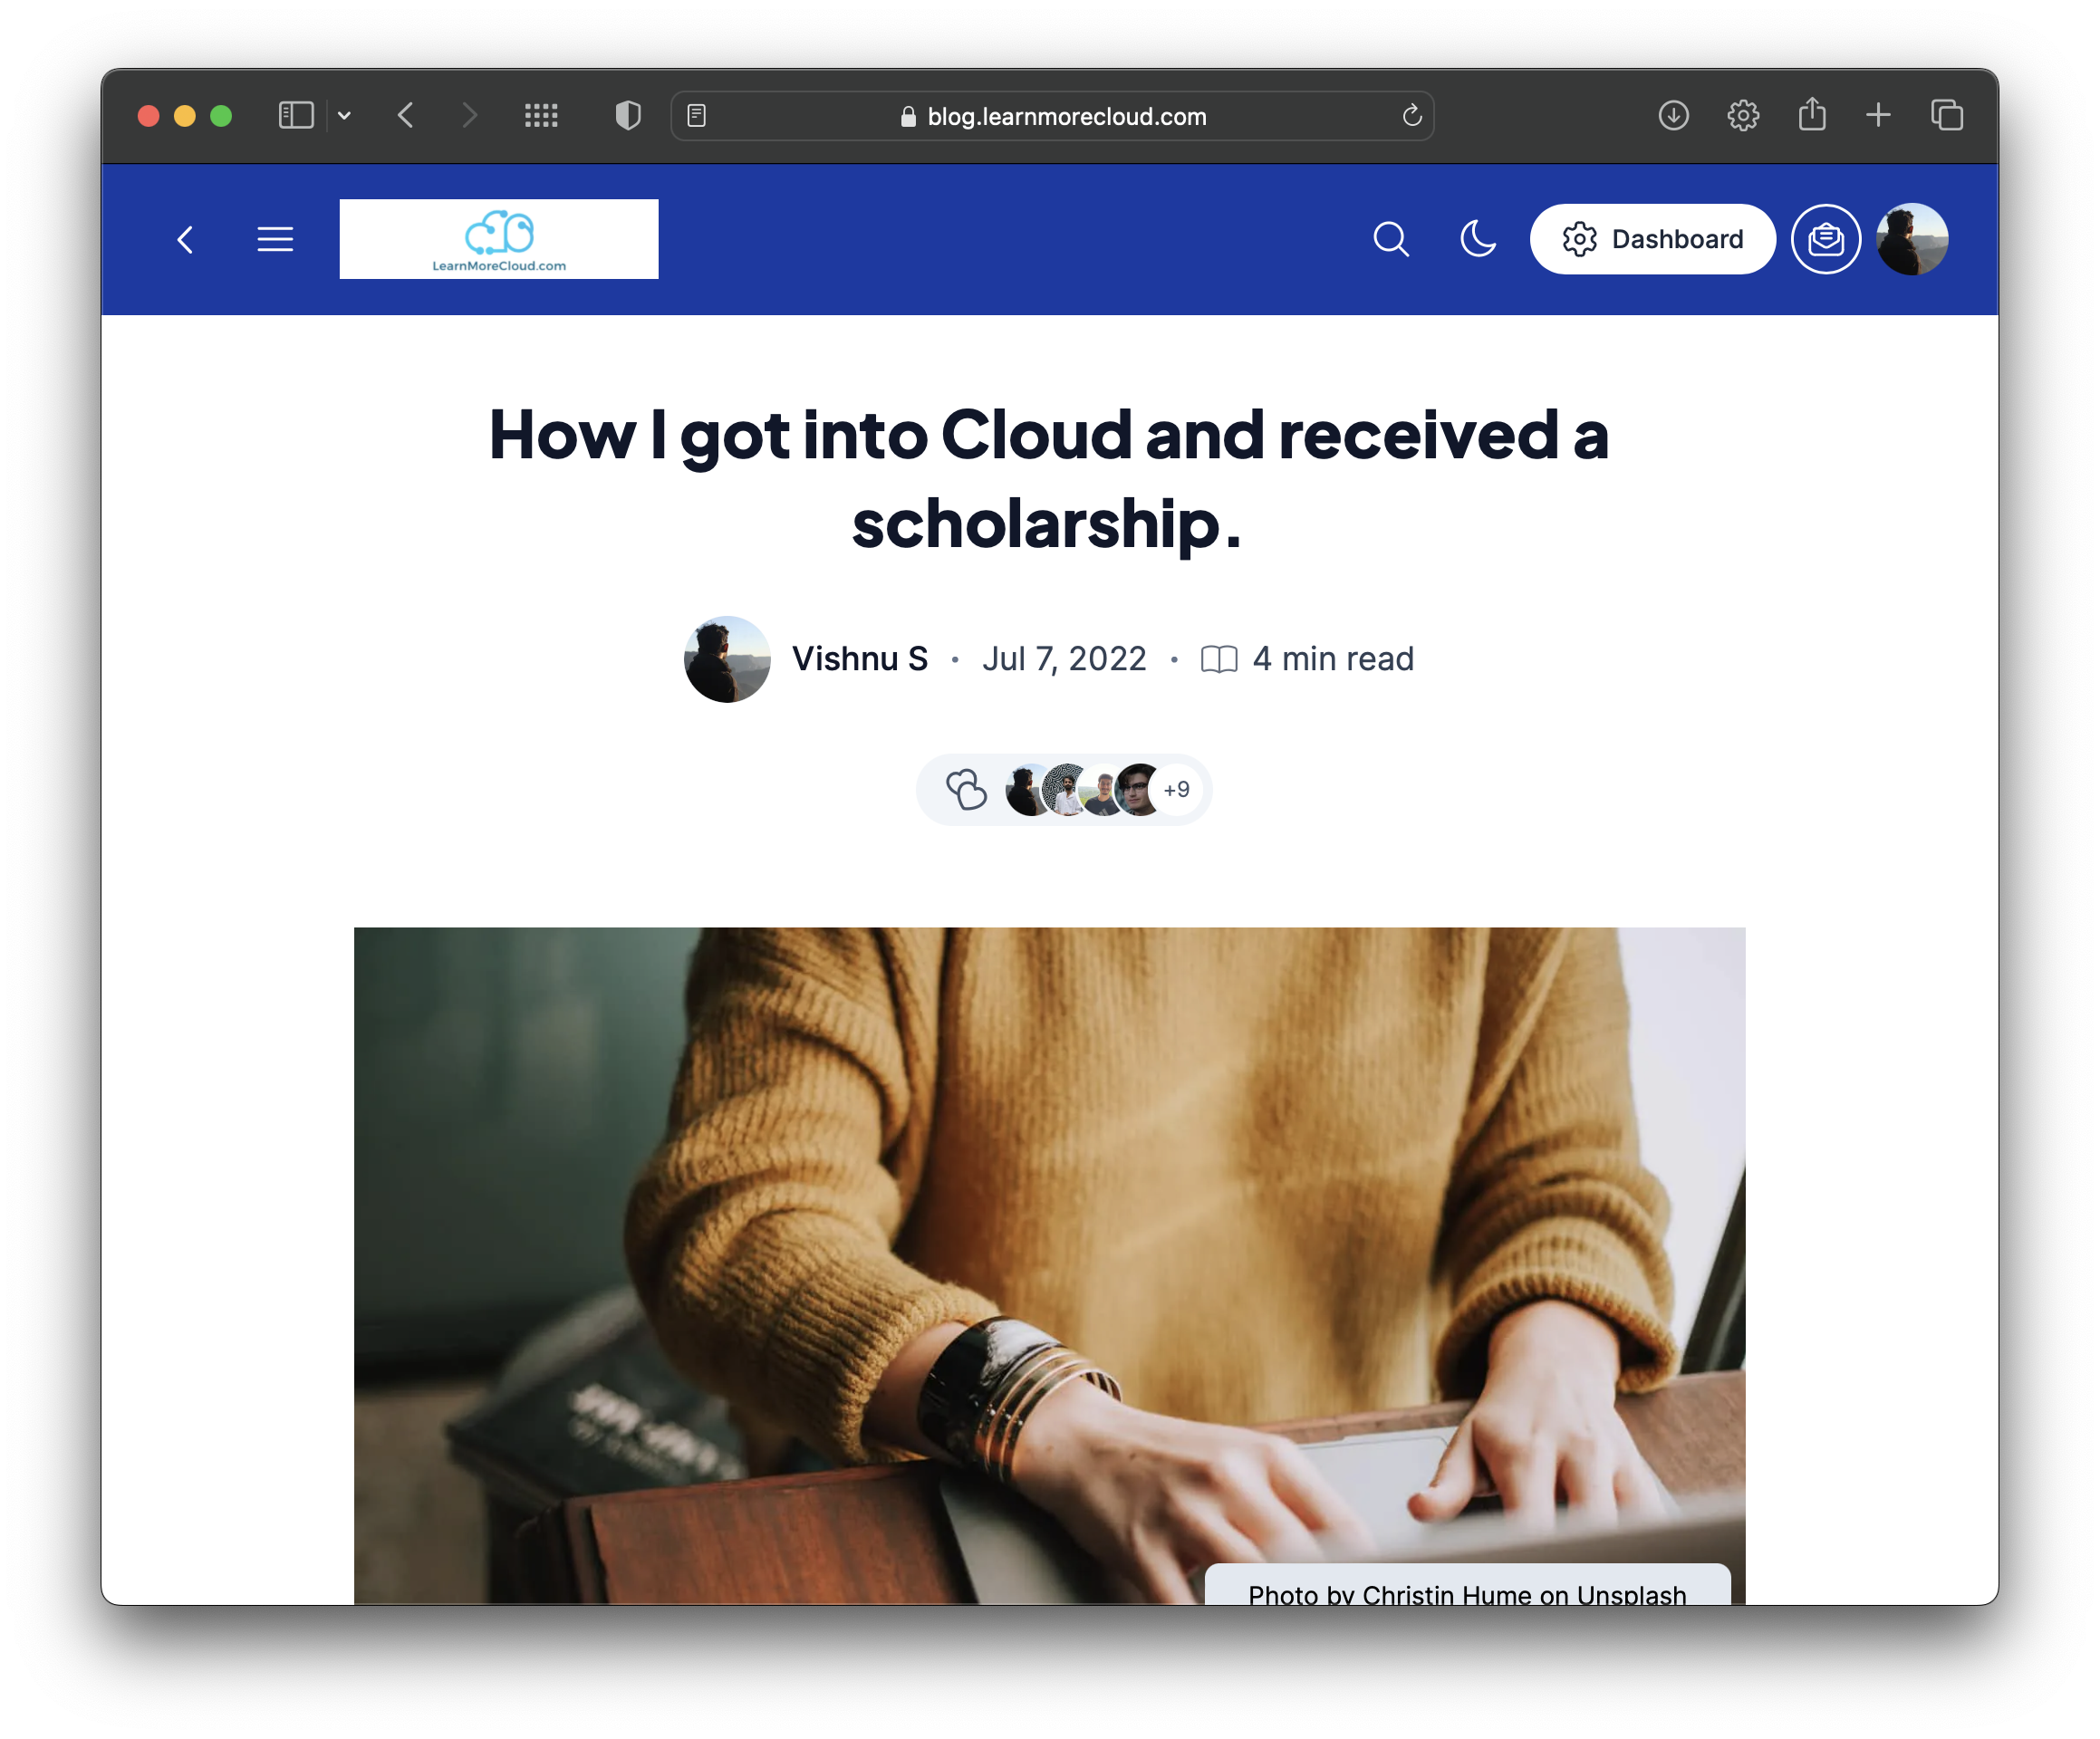 blog.learnmorecloud.com
LearnMoreCloud.com
Dashboard
How I got into Cloud and received a
scholarship.
Vishnu S · Jul 7, 2022 · 4 min read
+9
Photo by Christin Hume on Unsplash